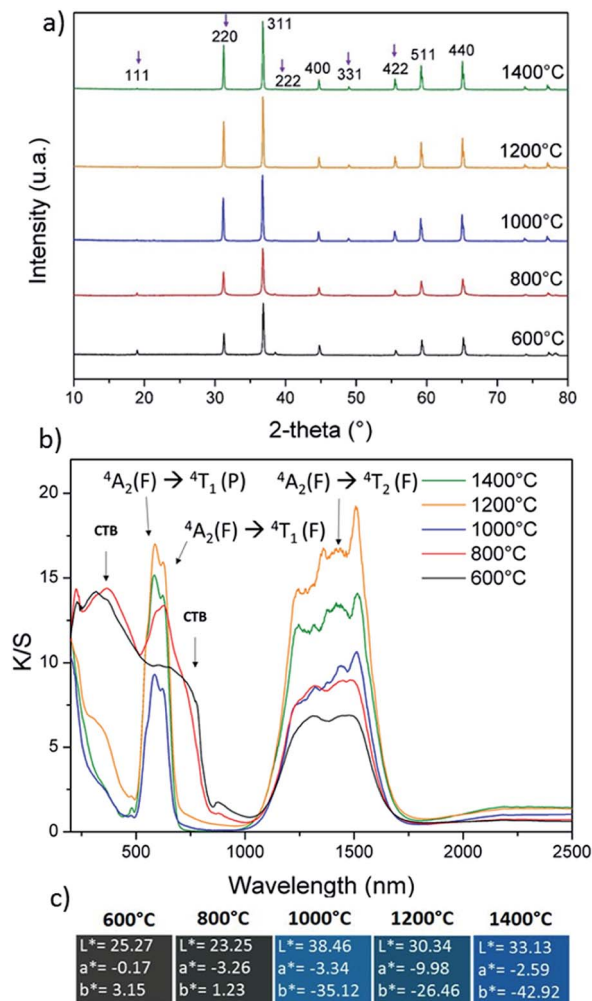 a)
311
220
111
222
400
331
422
511
440
1400°C
1200°C
1000°C
800°C
600°C
Intensity (u.a.)
10 20 30 40 50 60 70 80
2-theta (°)
b)
⁴A₂(F) → ⁴T₁ (P)
⁴A₂(F) → ⁴T₂ (F)
⁴A₂(F) → ⁴T₁ (F)
CTB
CTB
1400°C
1200°C
1000°C
800°C
600°C
20
15
10
5
0
K/S
500 1000 1500 2000 2500
Wavelength (nm)
c)
600°C 800°C 1000°C 1200°C 1400°C
L*= 25.27 L*= 23.25 L*= 38.46 L*= 30.34 L*= 33.13
a*= -0.17 a*= -3.26 a*= -3.34 a*= -9.98 a*= -2.59
b*= 3.15 b*= 1.23 b*= -35.12 b*= -26.46 b*= -42.92